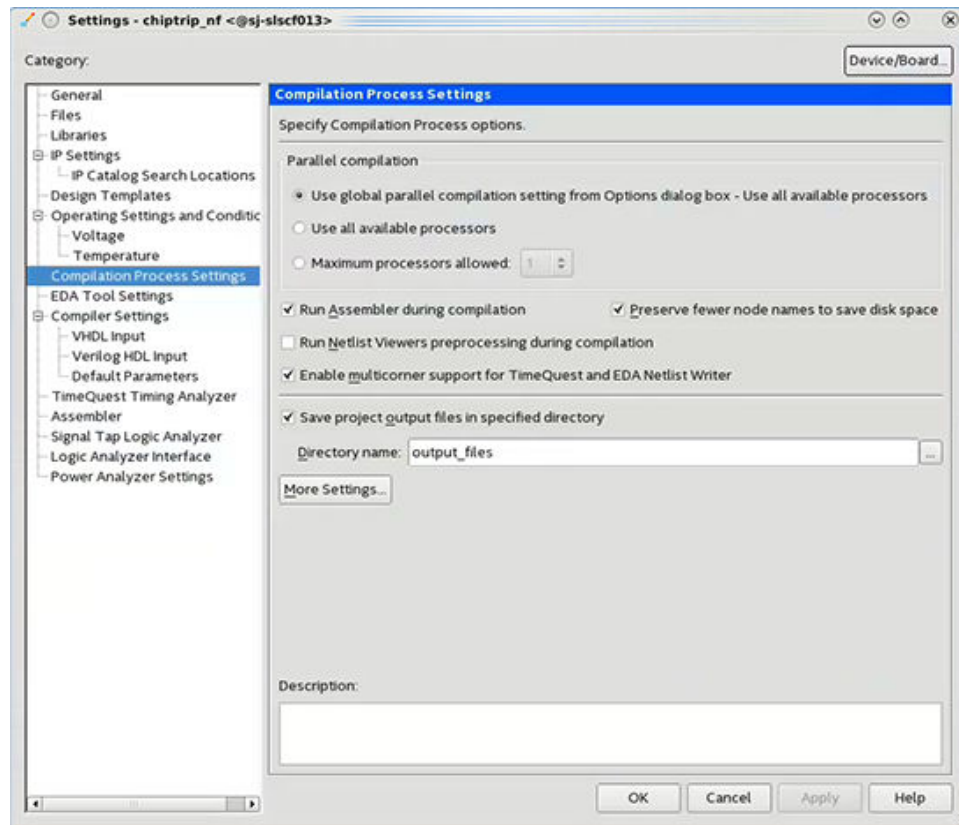 Settings - chiptrip_nf <@sj-slscf013>
Category:
Device/Board...
General
Files
Libraries
IP Settings
IP Catalog Search Locations
Design Templates
Operating Settings and Conditic
Voltage
Temperature
Compilation Process Settings
EDA Tool Settings
Compiler Settings
VHDL Input
Verilog HDL Input
Default Parameters
TimeQuest Timing Analyzer
Assembler
Signal Tap Logic Analyzer
Logic Analyzer Interface
Power Analyzer Settings
Compilation Process Settings
Specify Compilation Process options.
Parallel compilation
Use global parallel compilation setting from Options dialog box - Use all available processors
Use all available processors
Maximum processors allowed: 1
Run Assembler during compilation
Preserve fewer node names to save disk space
Run Netlist Viewers preprocessing during compilation
Enable multicorner support for TimeQuest and EDA Netlist Writer
Save project output files in specified directory
Directory name: output_files ...
More Settings...
Description:
OK Cancel Apply Help